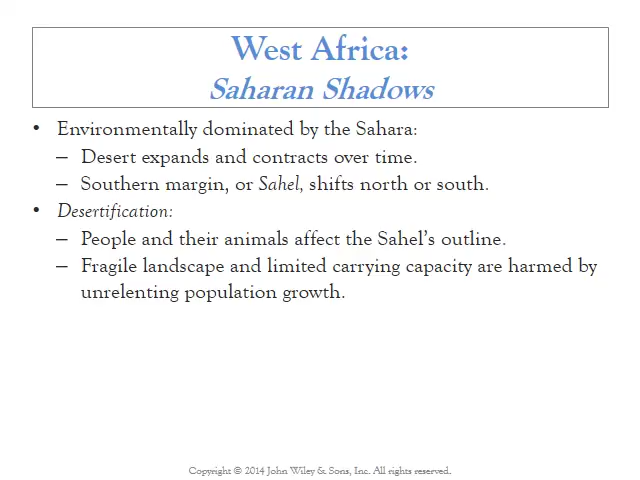 West Africa:
Saharan Shadows
• Environmentally dominated by the Sahara:
– Desert expands and contracts over time.
– Southern margin, or Sahel, shifts north or south.
• Desertification:
– People and their animals affect the Sahel's outline.
– Fragile landscape and limited carrying capacity are harmed by
unrelenting population growth.
Copyright © 2014 John Wiley & Sons, Inc. All rights reserved.